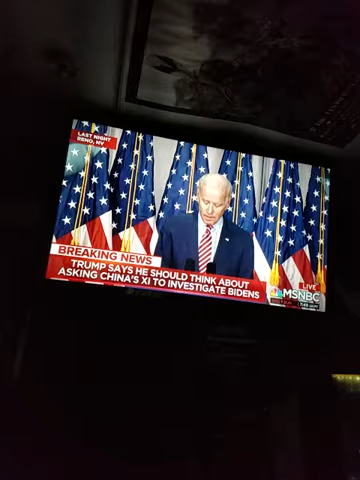 LAST NIGHT
RENO, NV
BREAKING NEWS
TRUMP SAYS HE SHOULD THINK ABOUT
ASKING CHINA'S XI TO INVESTIGATE BIDENS
LIVE
MSNBC